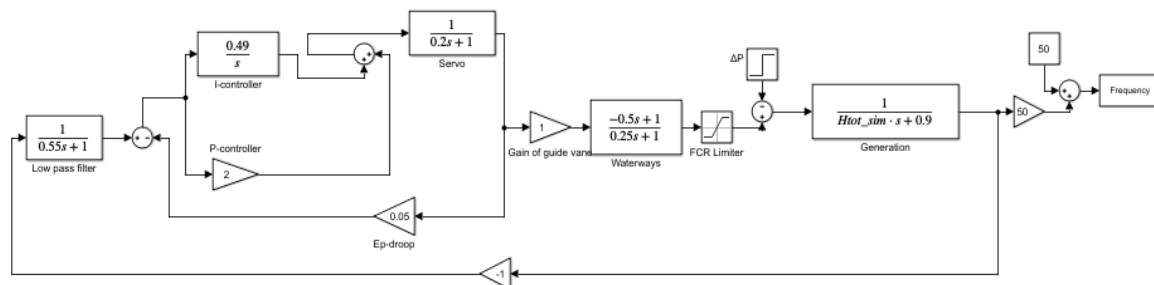 50
ΔP
Frequency
0.49
s
I-controller
+
+
1
0.2s + 1
Servo
-
+
1
Htot_sim · s + 0.9
Generation
+
+
50
1
0.55s + 1
Low pass filter
+ -
P-controller
2
1
Gain of guide vane
-0.5s + 1
0.25s + 1
Waterways
FCR Limiter
0.05
Ep-droop
-1